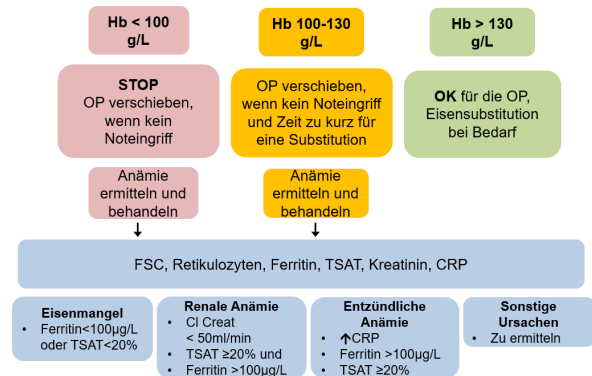 Hb < 100
g/L
Hb 100-130
g/L
Hb > 130
g/L
STOP
OP verschieben,
wenn kein
Noteingriff
OP verschieben,
wenn kein Noteingriff
und Zeit zu kurz für
eine Substitution
OK für die OP,
Eisensubstitution
bei Bedarf
Anämie
ermitteln und
behandeln
Anämie
ermitteln und
behandeln
FSC, Retikulozyten, Ferritin, TSAT, Kreatinin, CRP
Eisenmangel
• Ferritin<100µg/L
oder TSAT<20%
Renale Anämie
• Cl Creat
< 50ml/min
• TSAT ≥20% und
• Ferritin >100µg/L
Entzündliche
Anämie
• ↑CRP
• Ferritin >100µg/L
• TSAT ≥20%
Sonstige
Ursachen
• Zu ermitteln